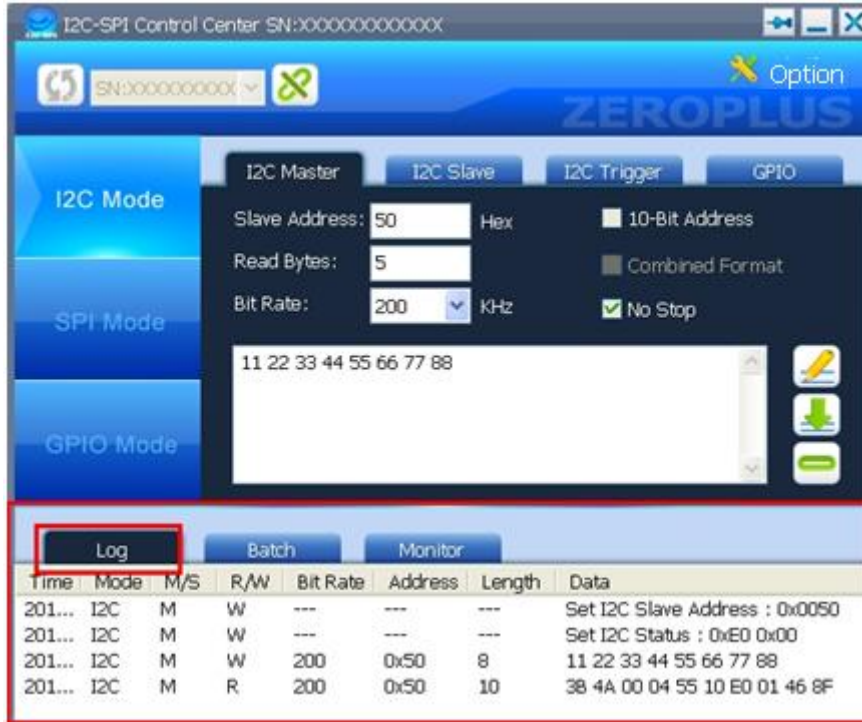 I2C-SPI Control Center SN:XXXXXXXXXXXX
SN:XXXXXXXXXX
Option
ZEROPLUS
I2C Mode
SPI Mode
GPIO Mode
I2C Master I2C Slave I2C Trigger GPIO
Slave Address: 50 Hex 10-Bit Address
Read Bytes: 5 Combined Format
Bit Rate: 200 KHz No Stop
11 22 33 44 55 66 77 88
Log Batch Monitor
Time Mode M/S R/W Bit Rate Address Length Data
201... I2C M W --- --- --- Set I2C Slave Address : 0x0050
201... I2C M W --- --- --- Set I2C Status : 0xE0 0x00
201... I2C M W 200 0x50 8 11 22 33 44 55 66 77 88
201... I2C M R 200 0x50 10 3B 4A 00 04 55 10 E0 01 46 8F